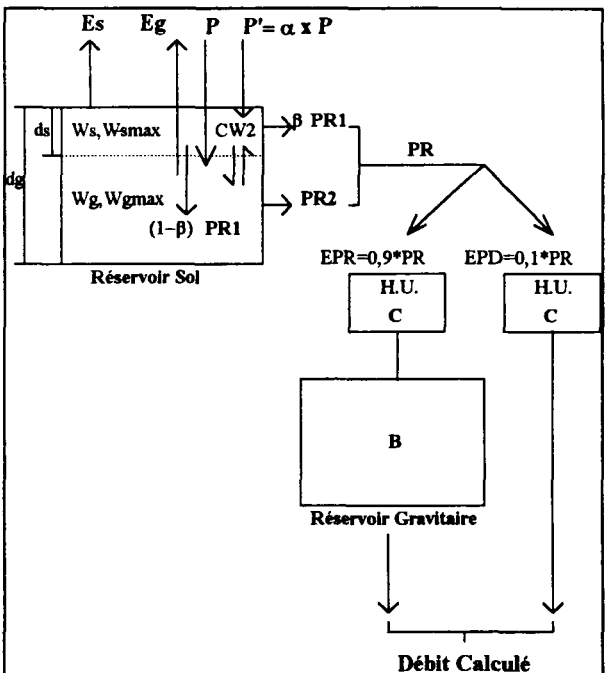 Es Eg P P'= α x P
ds Ws, Wsmax CW2 β PR1
dg
PR
Wg, Wgmax PR2
(1-β) PR1
Réservoir Sol
EPR=0,9*PR EPD=0,1*PR
H.U. H.U.
C C
B
Réservoir Gravitaire
Débit Calculé